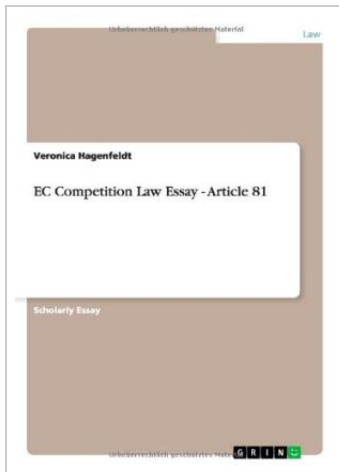 Urheberrechtlich geschütztes Material
Law
Veronica Hagenfeldt
EC Competition Law Essay - Article 81
Scholarly Essay
Urheberrechtlich geschütztes Material
GRIN